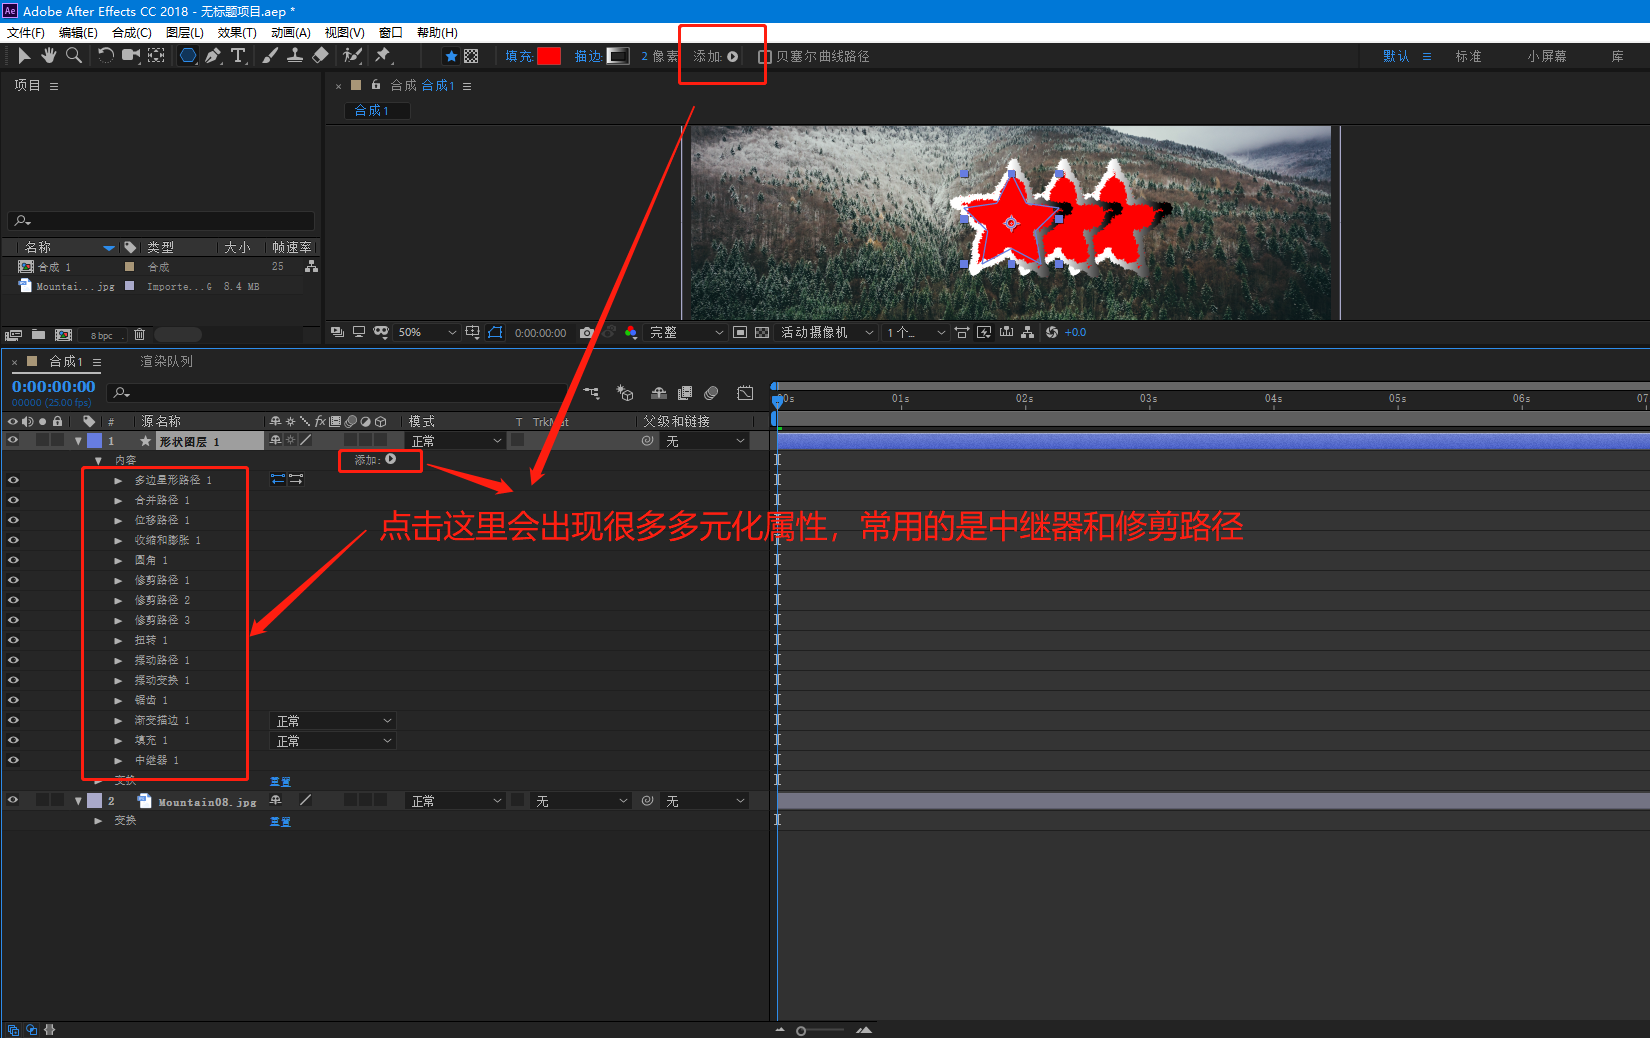 Ae Adobe After Effects CC 2018 - 无标题项目.aep *
文件(F) 编辑(E) 合成(C) 图层(L) 效果(T) 动画(A) 视图(V) 窗口 帮助(H)
填充: 描边: 2 像素 添加: 贝塞尔曲线路径 默认 标准 小屏幕 库
项目
× 合成 合成1
合成1
名称 类型 大小 帧速率
合成 1 合成 25
Mountai...jpg Importe...G 8.4 MB
8 bpc
50% 0:00:00:00 完整 活动摄像机 1个... +0.0
× 合成1 渲染队列
0:00:00:00
00000 (25.00 fps)
00s 01s 02s 03s 04s 05s 06s 07
# 源名称 fx 模式 T TrkMat 父级和链接
1 形状图层 1 正常 无
内容 添加:
多边星形路径 1
合并路径 1
位移路径 1
点击这里会出现很多多元化属性，常用的是中继器和修剪路径
收缩和膨胀 1
圆角 1
修剪路径 1
修剪路径 2
修剪路径 3
扭转 1
摆动路径 1
摆动变换 1
锯齿 1
渐变描边 1 正常
填充 1 正常
中继器 1
变换 重置
2 Mountain08.jpg 正常 无 无
变换 重置